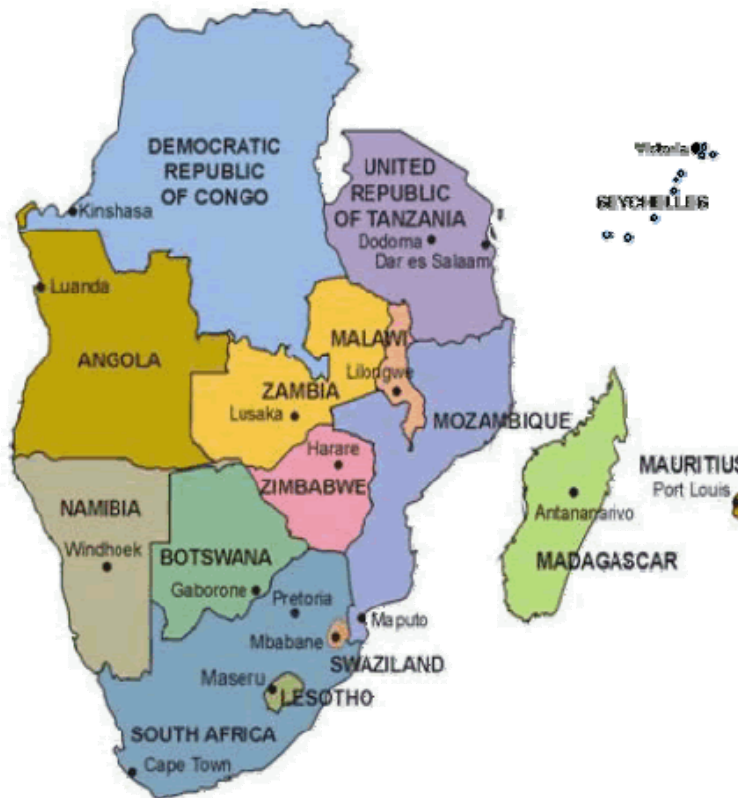 DEMOCRATIC
REPUBLIC
OF CONGO
Kinshasa
UNITED
REPUBLIC
OF TANZANIA
Dodoma
Dar es Salaam
Victoria
SEYCHELLES
Luanda
ANGOLA
MALAWI
Lilongwe
ZAMBIA
Lusaka
MOZAMBIQUE
Harare
ZIMBABWE
MAURITIUS
Port Louis
Antananarivo
MADAGASCAR
NAMIBIA
Windhoek
BOTSWANA
Gaborone
Pretoria
Maputo
Mbabane
SWAZILAND
Maseru
LESOTHO
SOUTH AFRICA
Cape Town